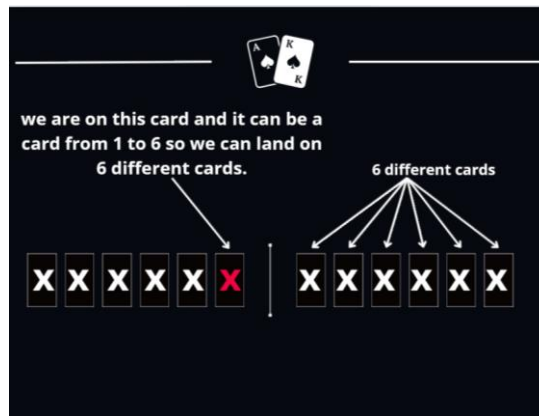 A K
K
we are on this card and it can be a
card from 1 to 6 so we can land on
6 different cards.
6 different cards
X X X X X X X X X X X X